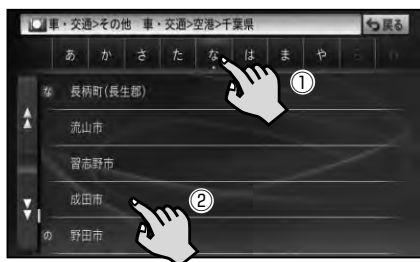 車・交通>その他 車・交通>空港>千葉県 戻る
あ か さ た な は ま や
①
な 長柄町(長生郡)
流山市
習志野市
成田市
②
の 野田市